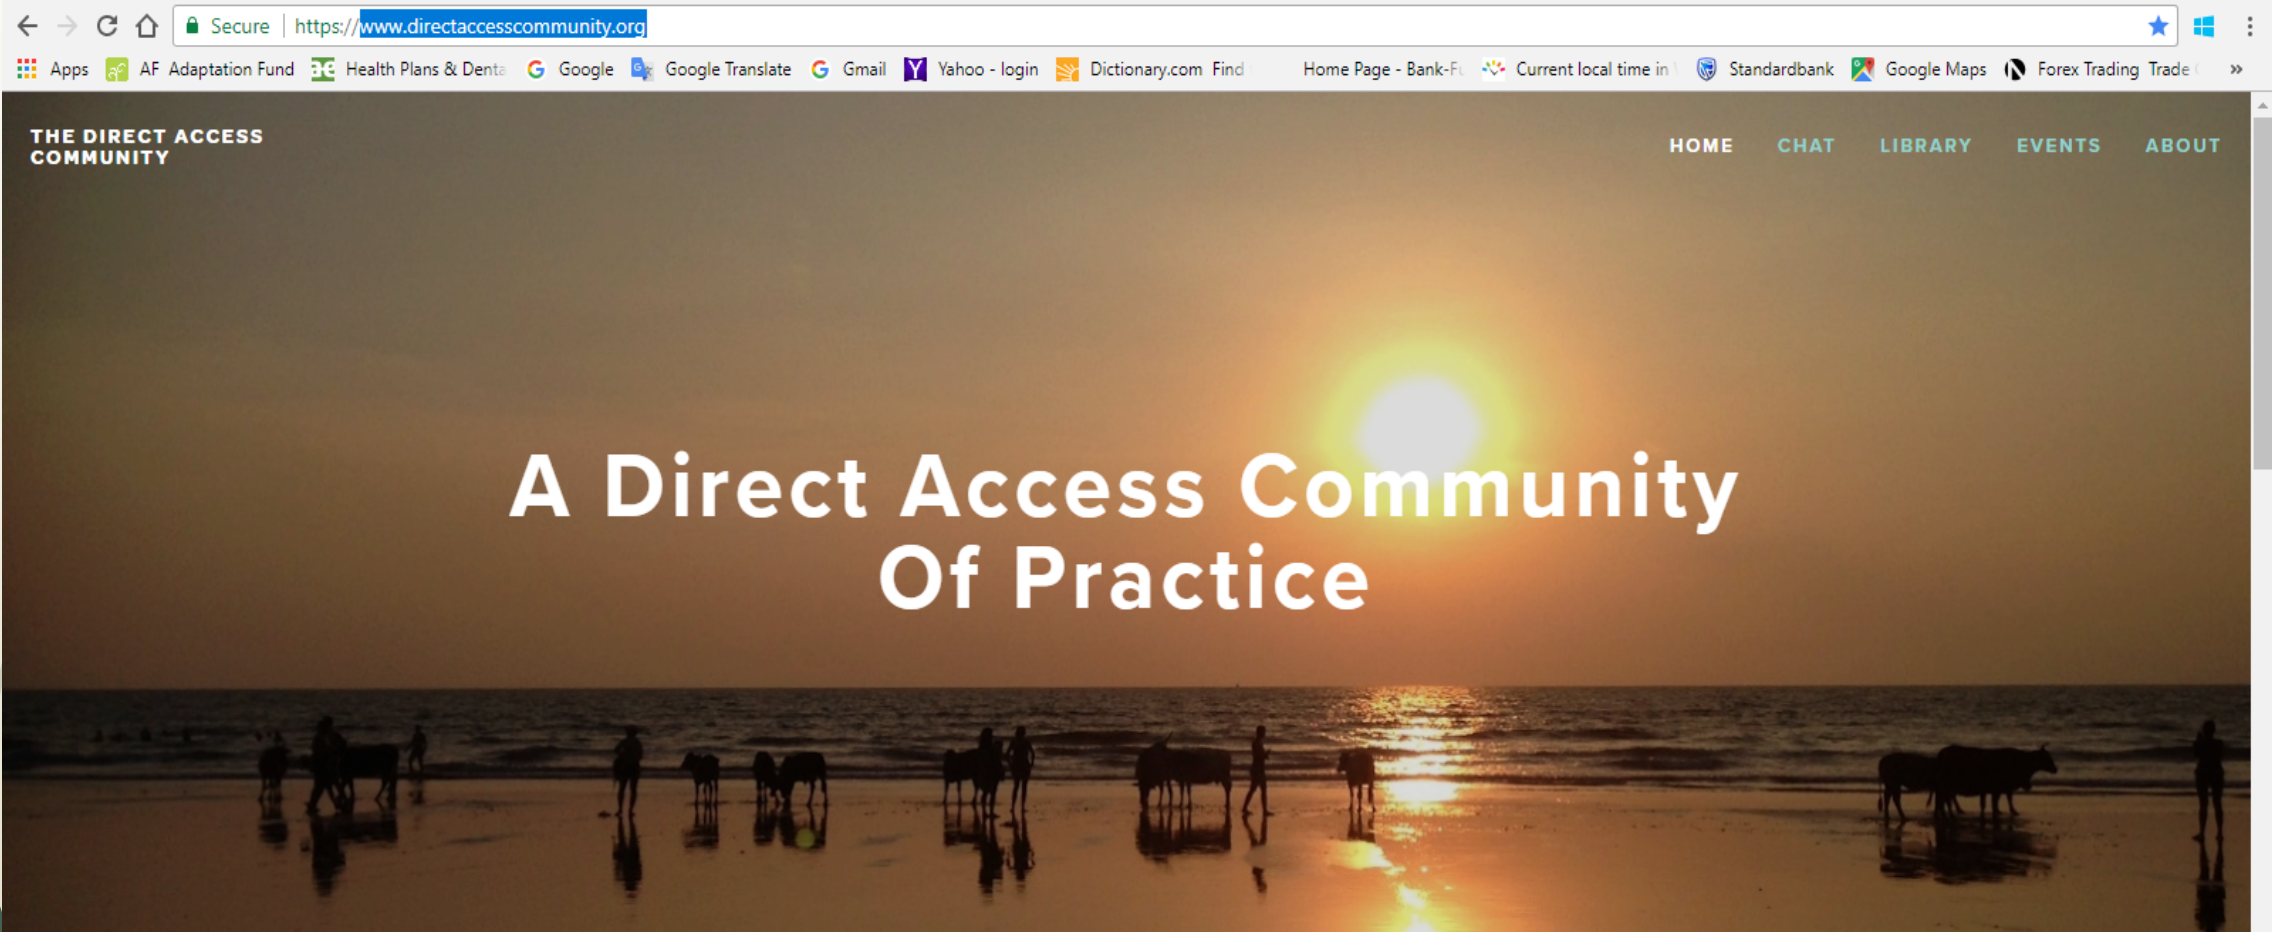 Secure https://www.directaccesscommunity.org
Apps AF Adaptation Fund Health Plans & Denta Google Google Translate Gmail Yahoo - login Dictionary.com Find Home Page - Bank-F Current local time in Standardbank Google Maps Forex Trading Trade »
THE DIRECT ACCESS
COMMUNITY
HOME CHAT LIBRARY EVENTS ABOUT
A Direct Access Community
Of Practice